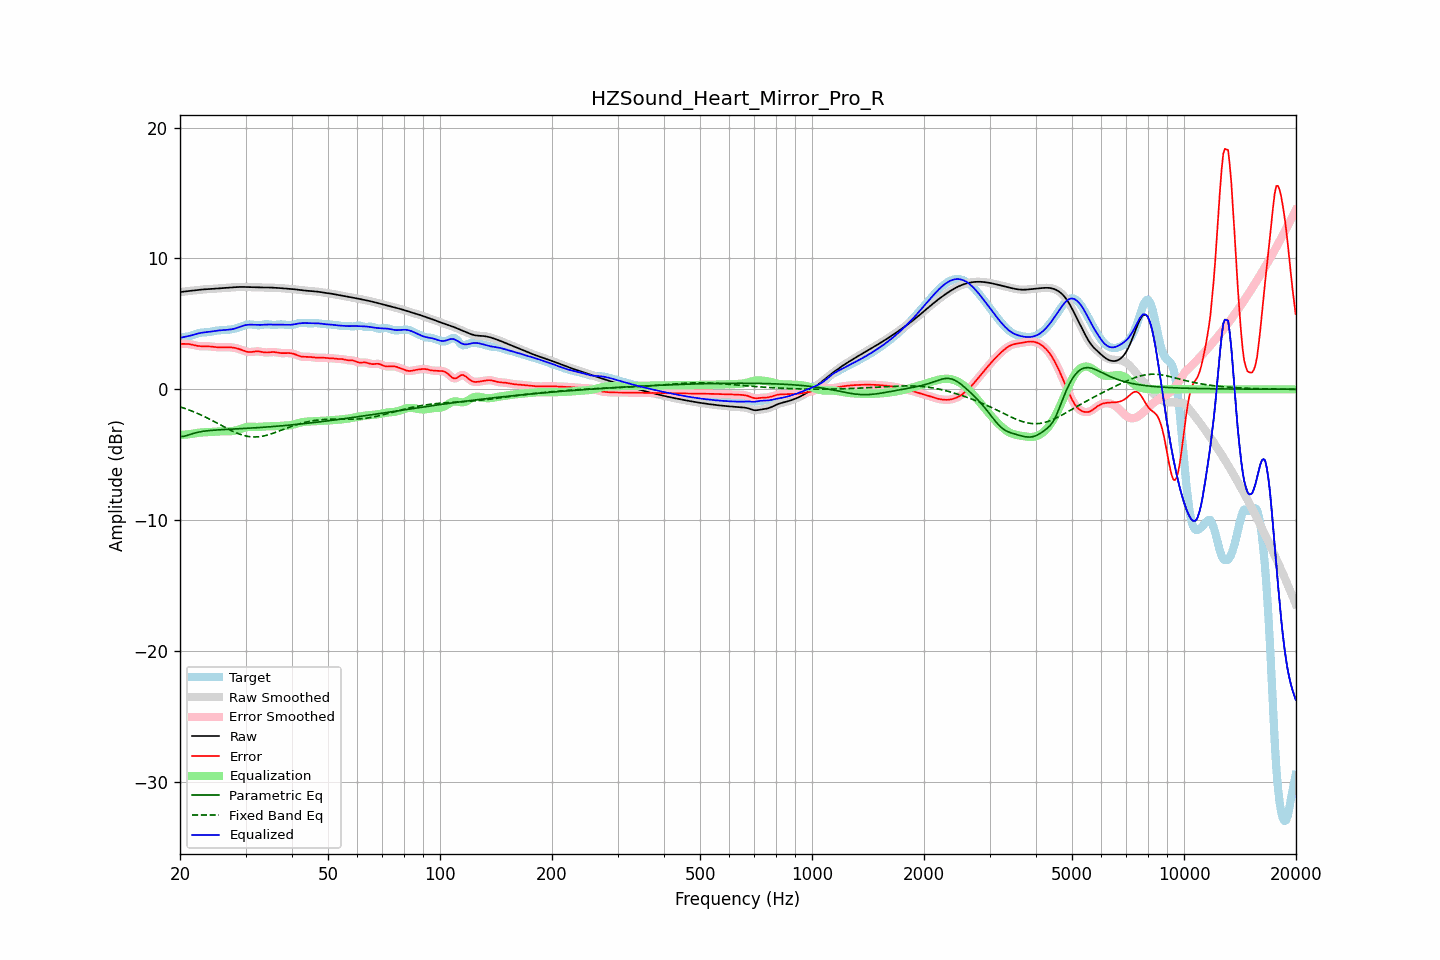 HZSound_Heart_Mirror_Pro_R
Amplitude (dBr)
20
10
0
−10
−20
−30
Target
Raw Smoothed
Error Smoothed
Raw
Error
Equalization
Parametric Eq
Fixed Band Eq
Equalized
20 50 100 200 500 1000 2000 5000 10000 20000
Frequency (Hz)